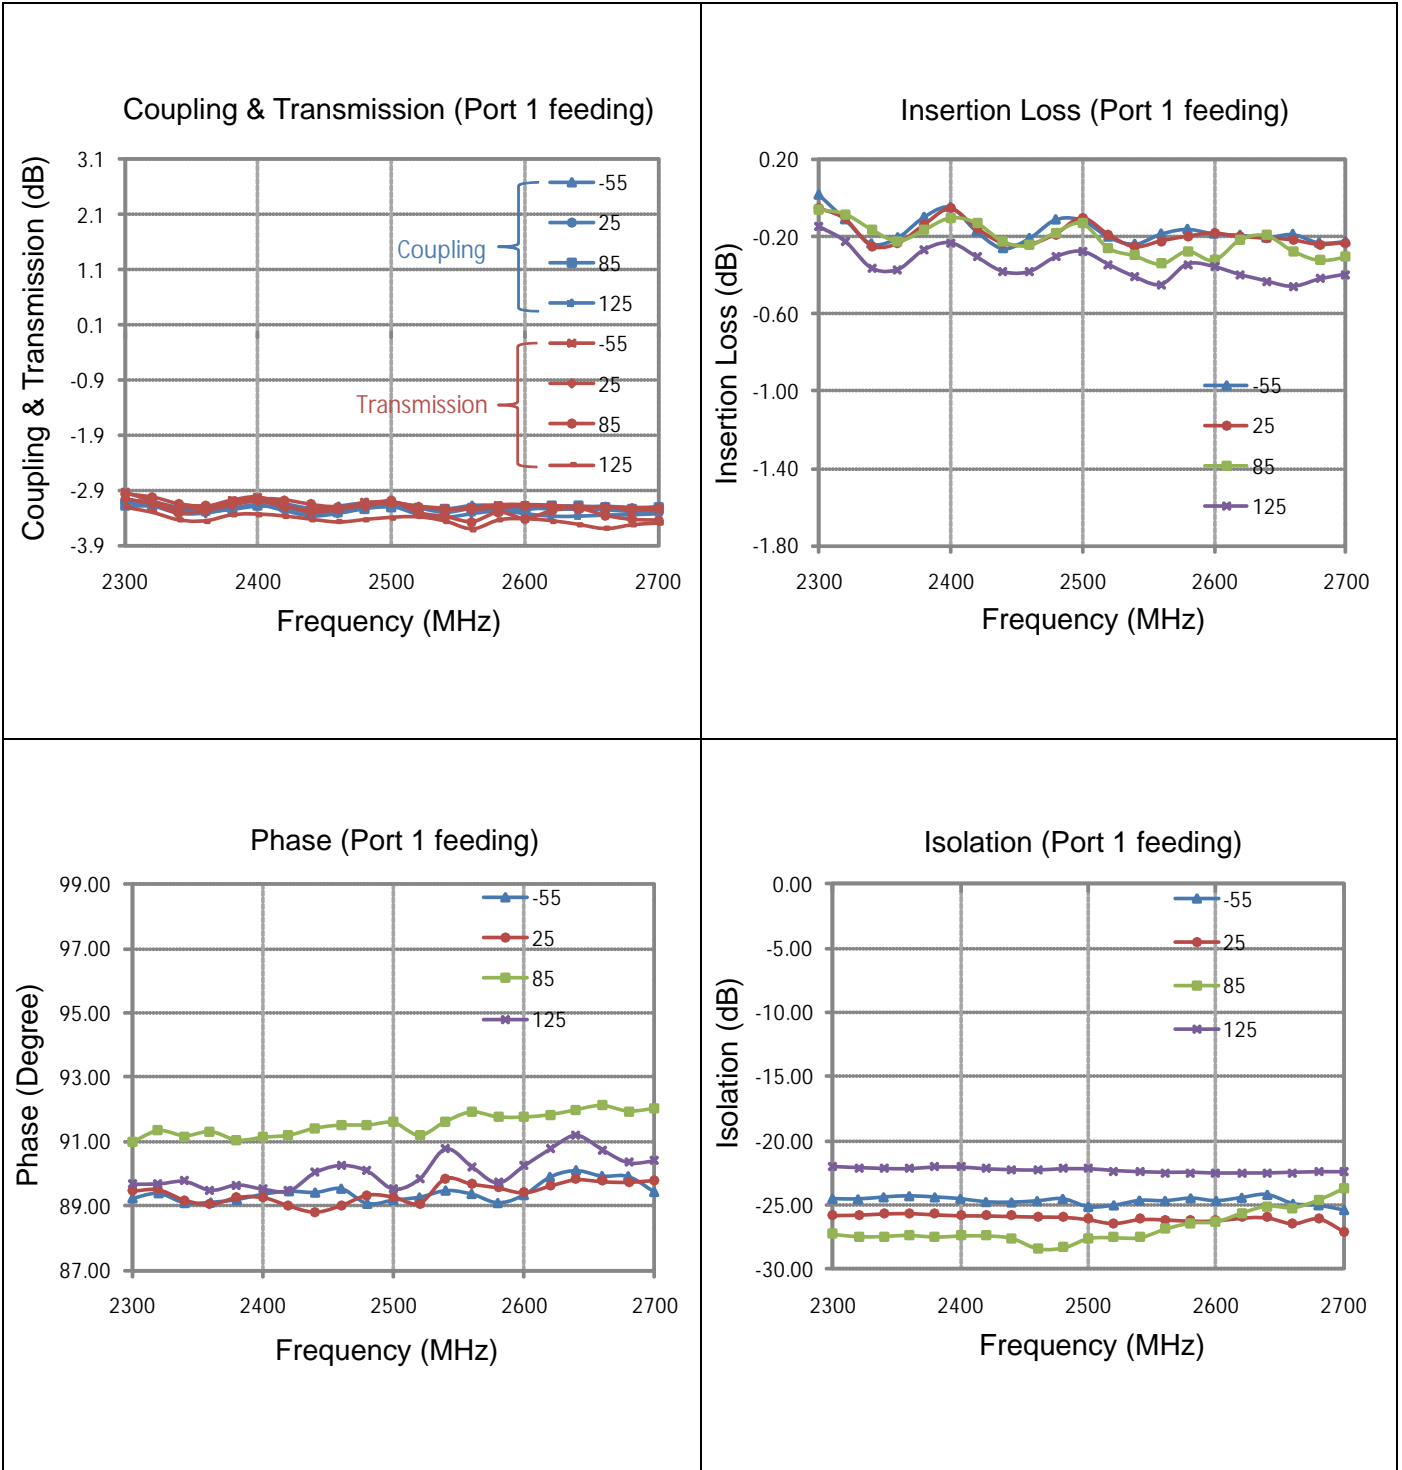 Coupling & Transmission (Port 1 feeding)
Coupling & Transmission (dB)
3.1
2.1
1.1
0.1
-0.9
-1.9
-2.9
-3.9
Coupling
-55
25
85
125
Transmission
-55
25
85
125
2300 2400 2500 2600 2700
Frequency (MHz)
Insertion Loss (Port 1 feeding)
Insertion Loss (dB)
0.20
-0.20
-0.60
-1.00
-1.40
-1.80
-55
25
85
125
2300 2400 2500 2600 2700
Frequency (MHz)
Phase (Port 1 feeding)
Phase (Degree)
99.00
97.00
95.00
93.00
91.00
89.00
87.00
-55
25
85
125
2300 2400 2500 2600 2700
Frequency (MHz)
Isolation (Port 1 feeding)
Isolation (dB)
0.00
-5.00
-10.00
-15.00
-20.00
-25.00
-30.00
-55
25
85
125
2300 2400 2500 2600 2700
Frequency (MHz)